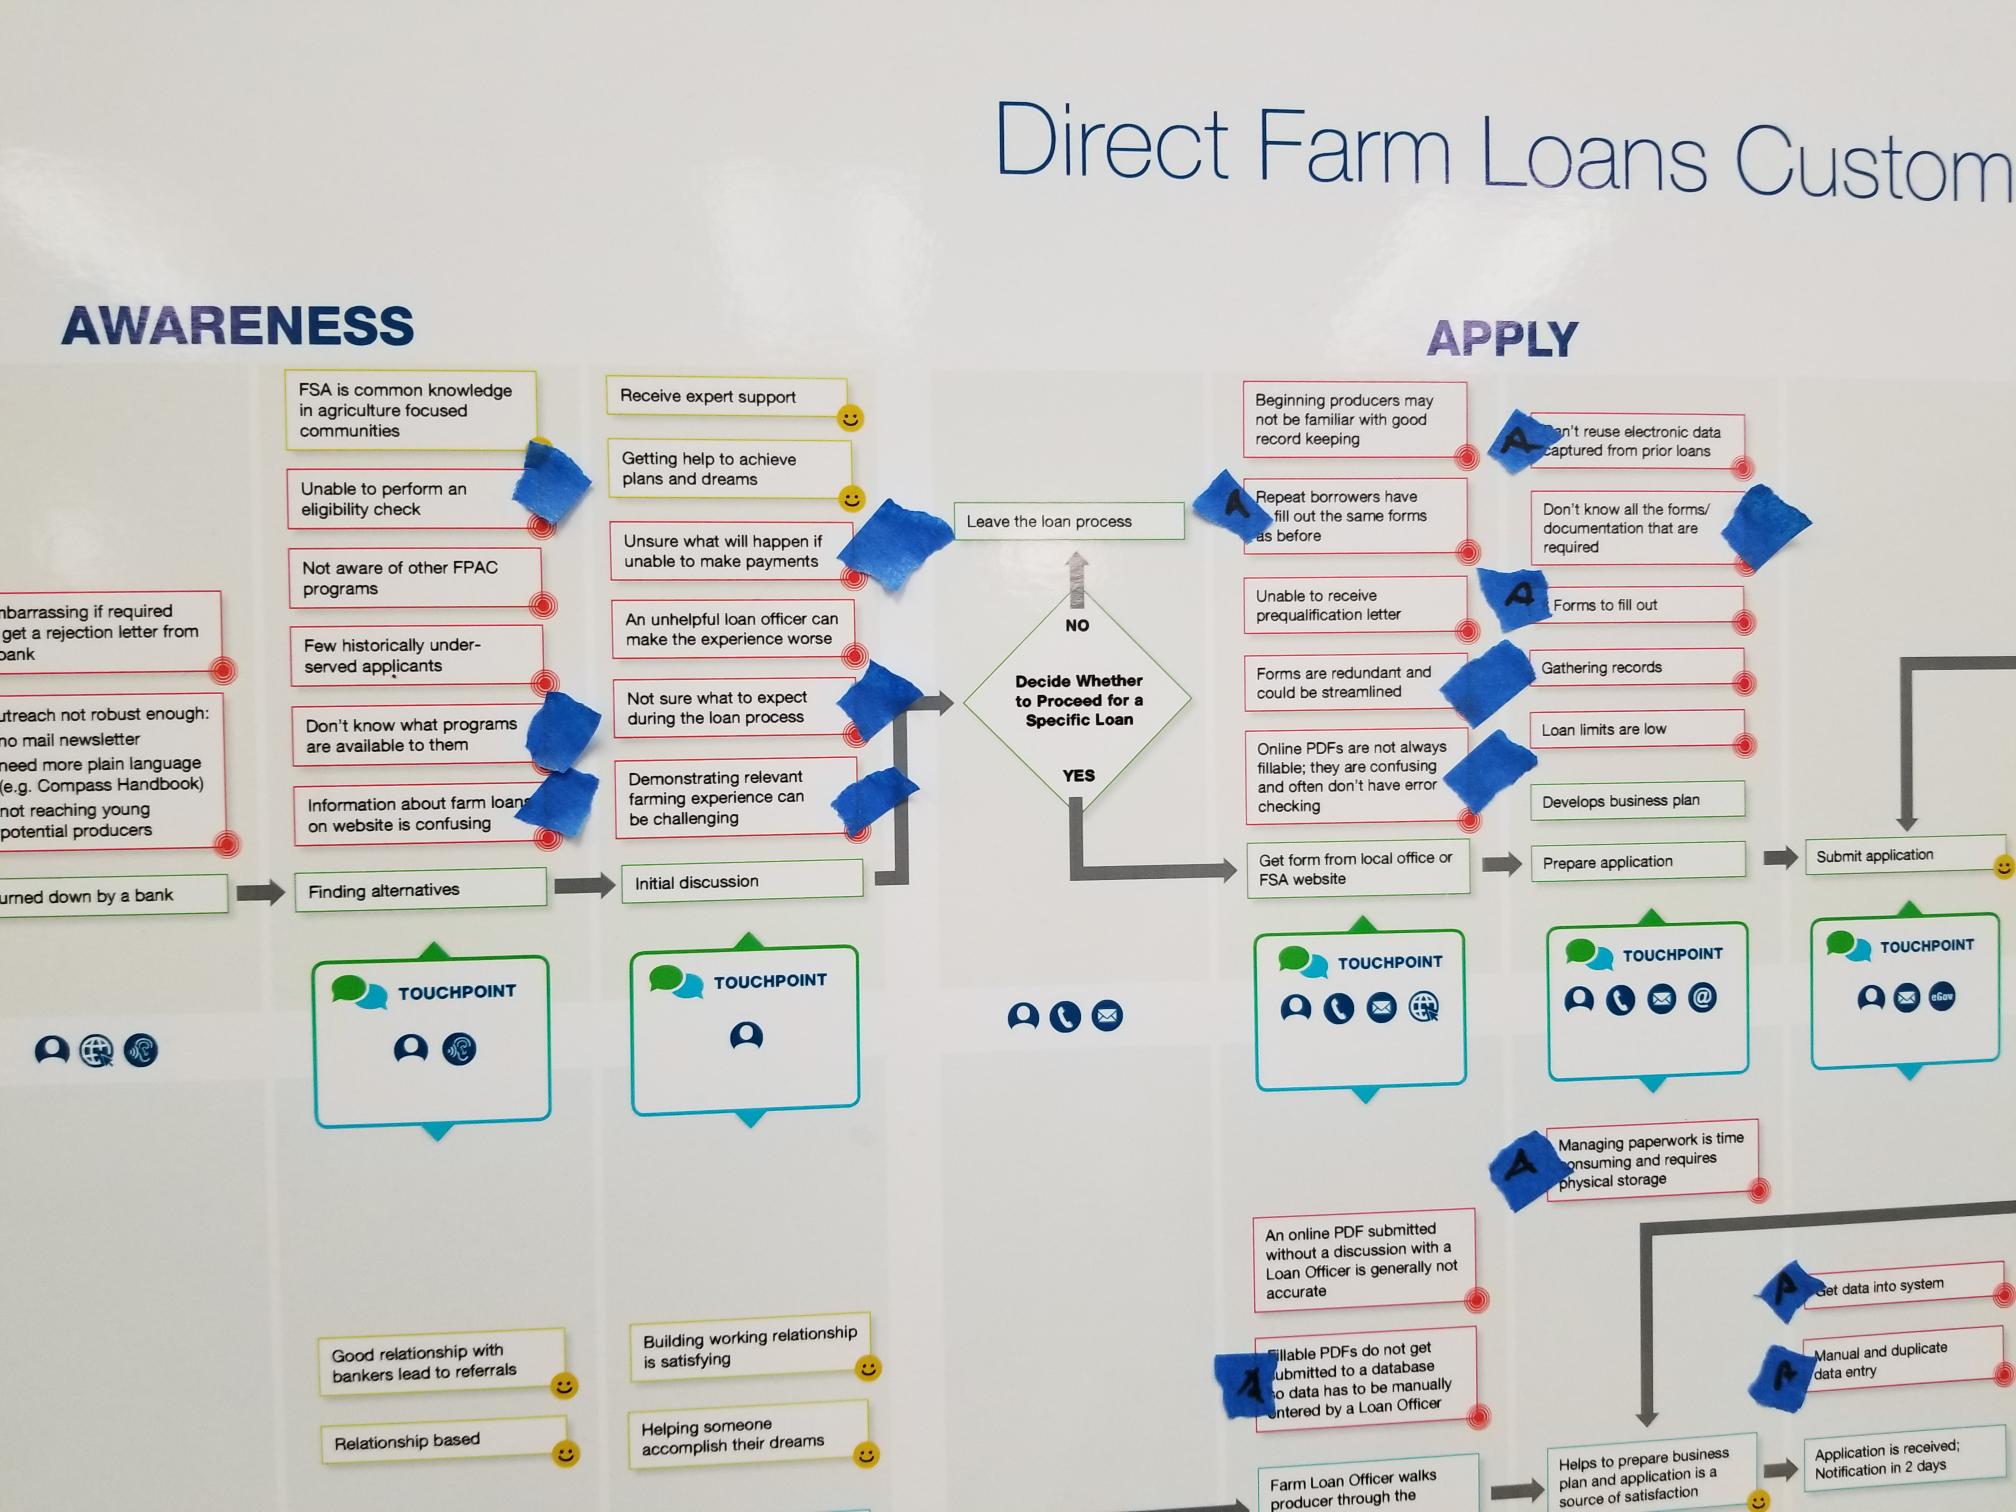 Direct Farm Loans Custom
AWARENESS
APPLY
required
get a rejection letter from
bank
not robust enough:
no mail newsletter
need more plain language
(e.g. Compass Handbook)
not reaching young
potential producers
down by a bank
FSA is common knowledge
in agriculture focused
communities
Unable to perform an
eligibility check
Not aware of other FPAC
programs
Few historically under-
served applicants
Don't know what programs
are available to them
Information about farm loans
on website is confusing
Finding alternatives
Receive expert support
Getting help to achieve
plans and dreams
Unsure what will happen if
unable to make payments
An unhelpful loan officer can
make the experience worse
Not sure what to expect
during the loan process
Demonstrating relevant
farming experience can
be challenging
Initial discussion
Leave the loan process
NO
Decide Whether
to Proceed for a
Specific Loan
YES
Beginning producers may
not be familiar with good
record keeping
A
Repeat borrowers have
fill out the same forms
as before
Unable to receive
prequalification letter
Forms are redundant and
could be streamlined
Online PDFs are not always
fillable; they are confusing
and often don't have error
checking
Get form from local office or
FSA website
A
reuse electronic data
captured from prior loans
Don't know all the forms/
documentation that are
required
A
Forms to fill out
Gathering records
Loan limits are low
Develops business plan
Prepare application
Submit application
TOUCHPOINT
TOUCHPOINT
TOUCHPOINT
TOUCHPOINT
@
TOUCHPOINT
eGov
A
Managing paperwork is time
consuming and requires
physical storage
An online PDF submitted
without a discussion with a
Loan Officer is generally not
accurate
A
Fillable PDFs do not get
submitted to a database
so data has to be manually
entered by a Loan Officer
A
Get data into system
A
Manual and duplicate
data entry
Good relationship with
bankers lead to referrals
Relationship based
Building working relationship
is satisfying
Helping someone
accomplish their dreams
Farm Loan Officer walks
producer through the
Helps to prepare business
plan and application is a
source of satisfaction
Application is received;
Notification in 2 days